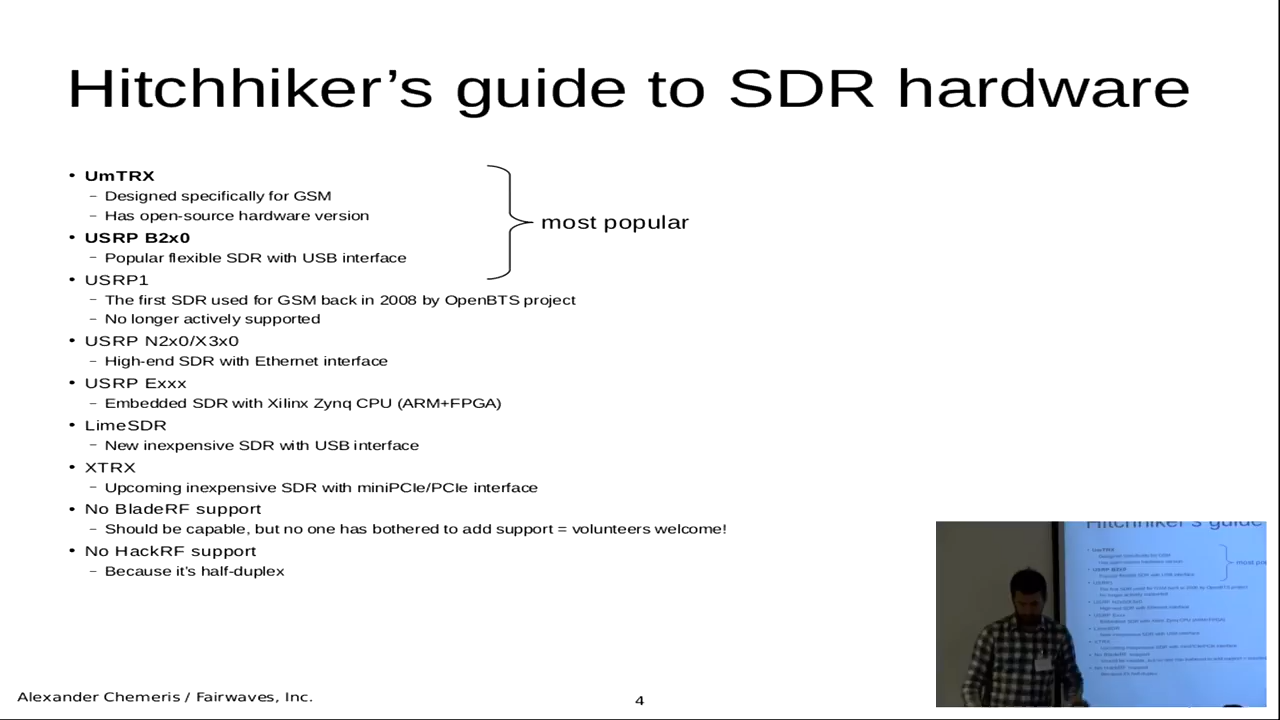 Hitchhiker’s guide to SDR hardware
• UmTRX
– Designed specifically for GSM
– Has open-source hardware version
• USRP B2x0
– Popular flexible SDR with USB interface
most popular
• USRP1
– The first SDR used for GSM back in 2008 by OpenBTS project
– No longer actively supported
• USRP N2x0/X3x0
– High-end SDR with Ethernet interface
• USRP Exxx
– Embedded SDR with Xilinx Zynq CPU (ARM+FPGA)
• LimeSDR
– New inexpensive SDR with USB interface
• XTRX
– Upcoming inexpensive SDR with miniPCIe/PCIe interface
• No BladeRF support
– Should be capable, but no one has bothered to add support = volunteers welcome!
• No HackRF support
– Because it’s half-duplex
Alexander Chemeris / Fairwaves, Inc.
4